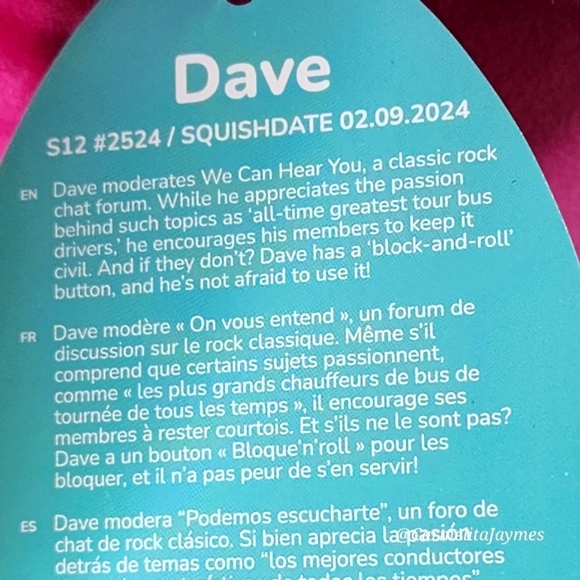 Dave
S12 #2524 / SQUISHDATE 02.09.2024
EN Dave moderates We Can Hear You, a classic rock
chat forum. While he appreciates the passion
behind such topics as ‘all-time greatest tour bus
drivers,’ he encourages his members to keep it
civil. And if they don’t? Dave has a ‘block-and-roll’
button, and he’s not afraid to use it!
FR Dave modère « On vous entend », un forum de
discussion sur le rock classique. Même s’il
comprend que certains sujets passionnent,
comme « les plus grands chauffeurs de bus de
tournée de tous les temps », il encourage ses
membres à rester courtois. Et s’ils ne le sont pas?
Dave a un bouton « Bloque’n’roll » pour les
bloquer, et il n’a pas peur de s’en servir!
ES Dave modera “Podemos escucharte”, un foro de
chat de rock clásico. Si bien aprecia la pasión
detrás de temas como “los mejores conductores
de todos los tiempos”